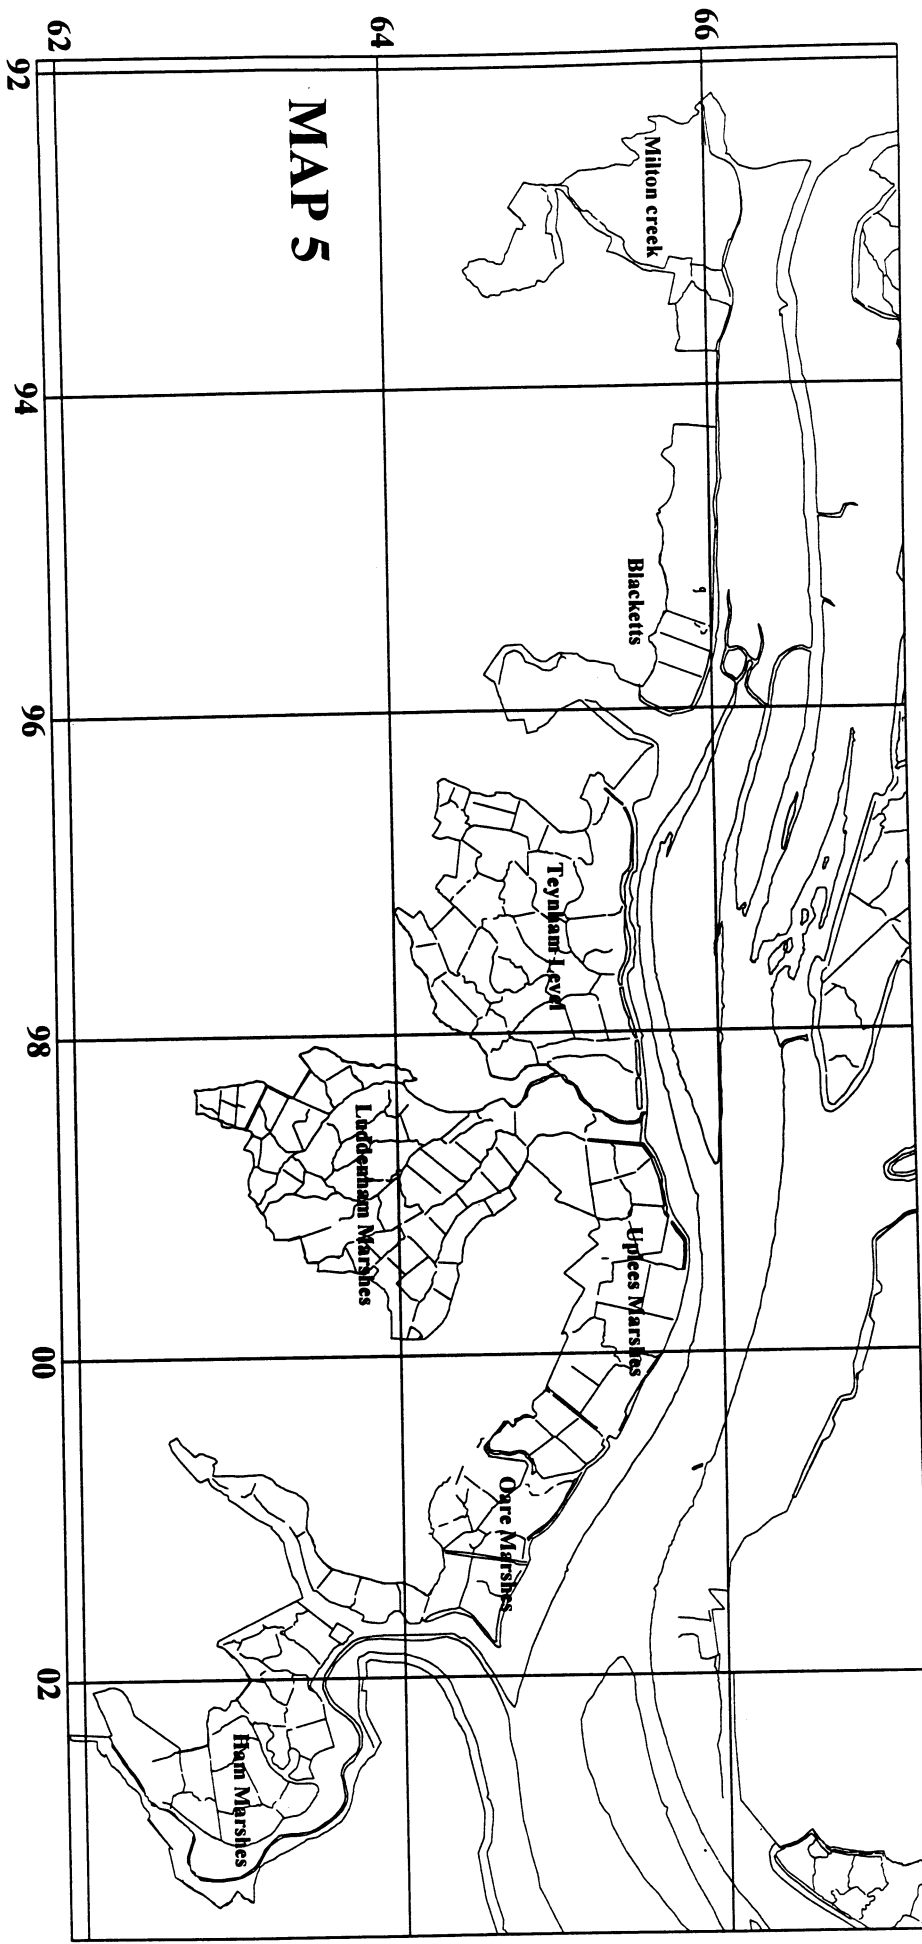 66
64
62
92
94
96
98
00
02
Milton creek
Blacketts
Teynham Level
Luddenham Marshes
Uplees Marshes
Oare Marshes
Ham Marshes
MAP 5